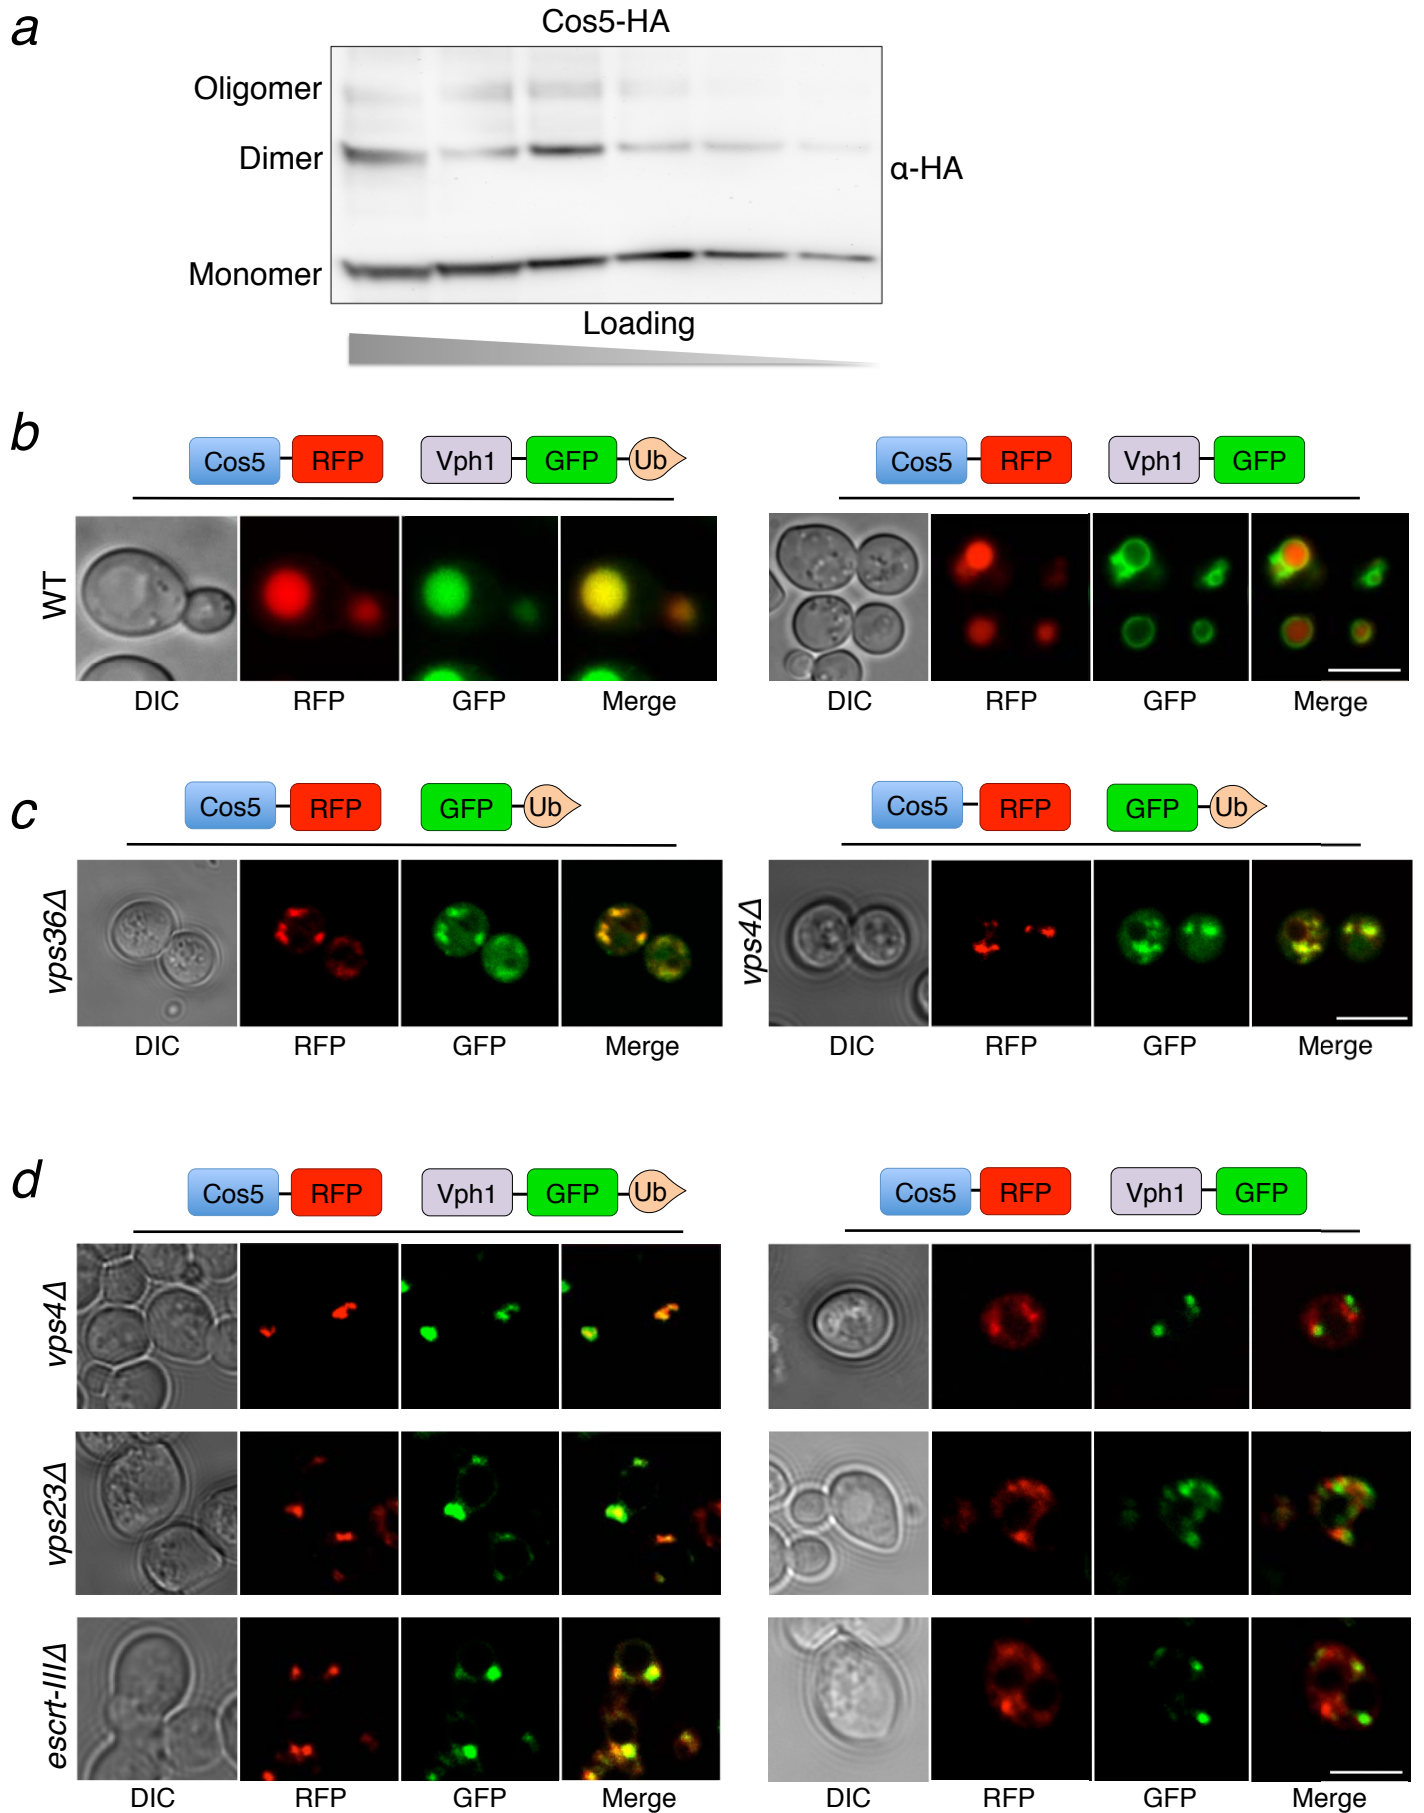 a
Cos5-HA
Oligomer
Dimer
α-HA
Monomer
Loading
b
Cos5 RFP Vph1 GFP Ub
Cos5 RFP Vph1 GFP
WT
DIC RFP GFP Merge
DIC RFP GFP Merge
c
Cos5 RFP GFP Ub
Cos5 RFP GFP Ub
vps36Δ
vps4Δ
DIC RFP GFP Merge
DIC RFP GFP Merge
d
Cos5 RFP Vph1 GFP Ub
Cos5 RFP Vph1 GFP
vps4Δ
vps23Δ
escrt-IIIΔ
DIC RFP GFP Merge
DIC RFP GFP Merge